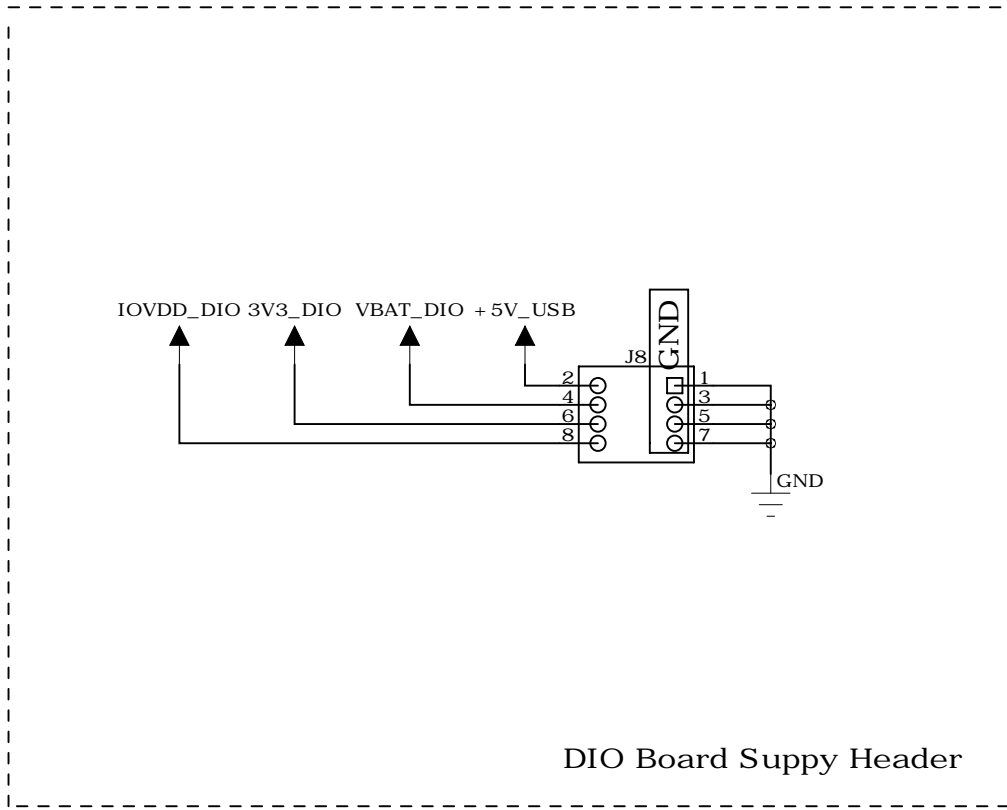 IOVDD_DIO 3V3_DIO VBAT_DIO +5V_USB
GND
J8
2 1
4 3
6 5
8 7
GND
DIO Board Suppy Header